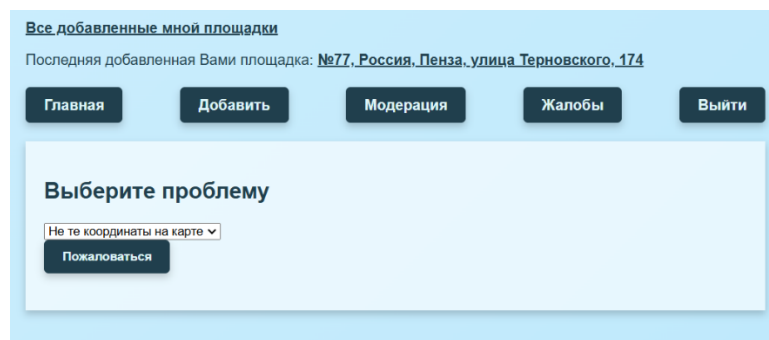 Все добавленные мной площадки
Последняя добавленная Вами площадка: №77, Россия, Пенза, улица Терновского, 174
Главная Добавить Модерация Жалобы Выйти
Выберите проблему
Не те координаты на карте
Пожаловаться